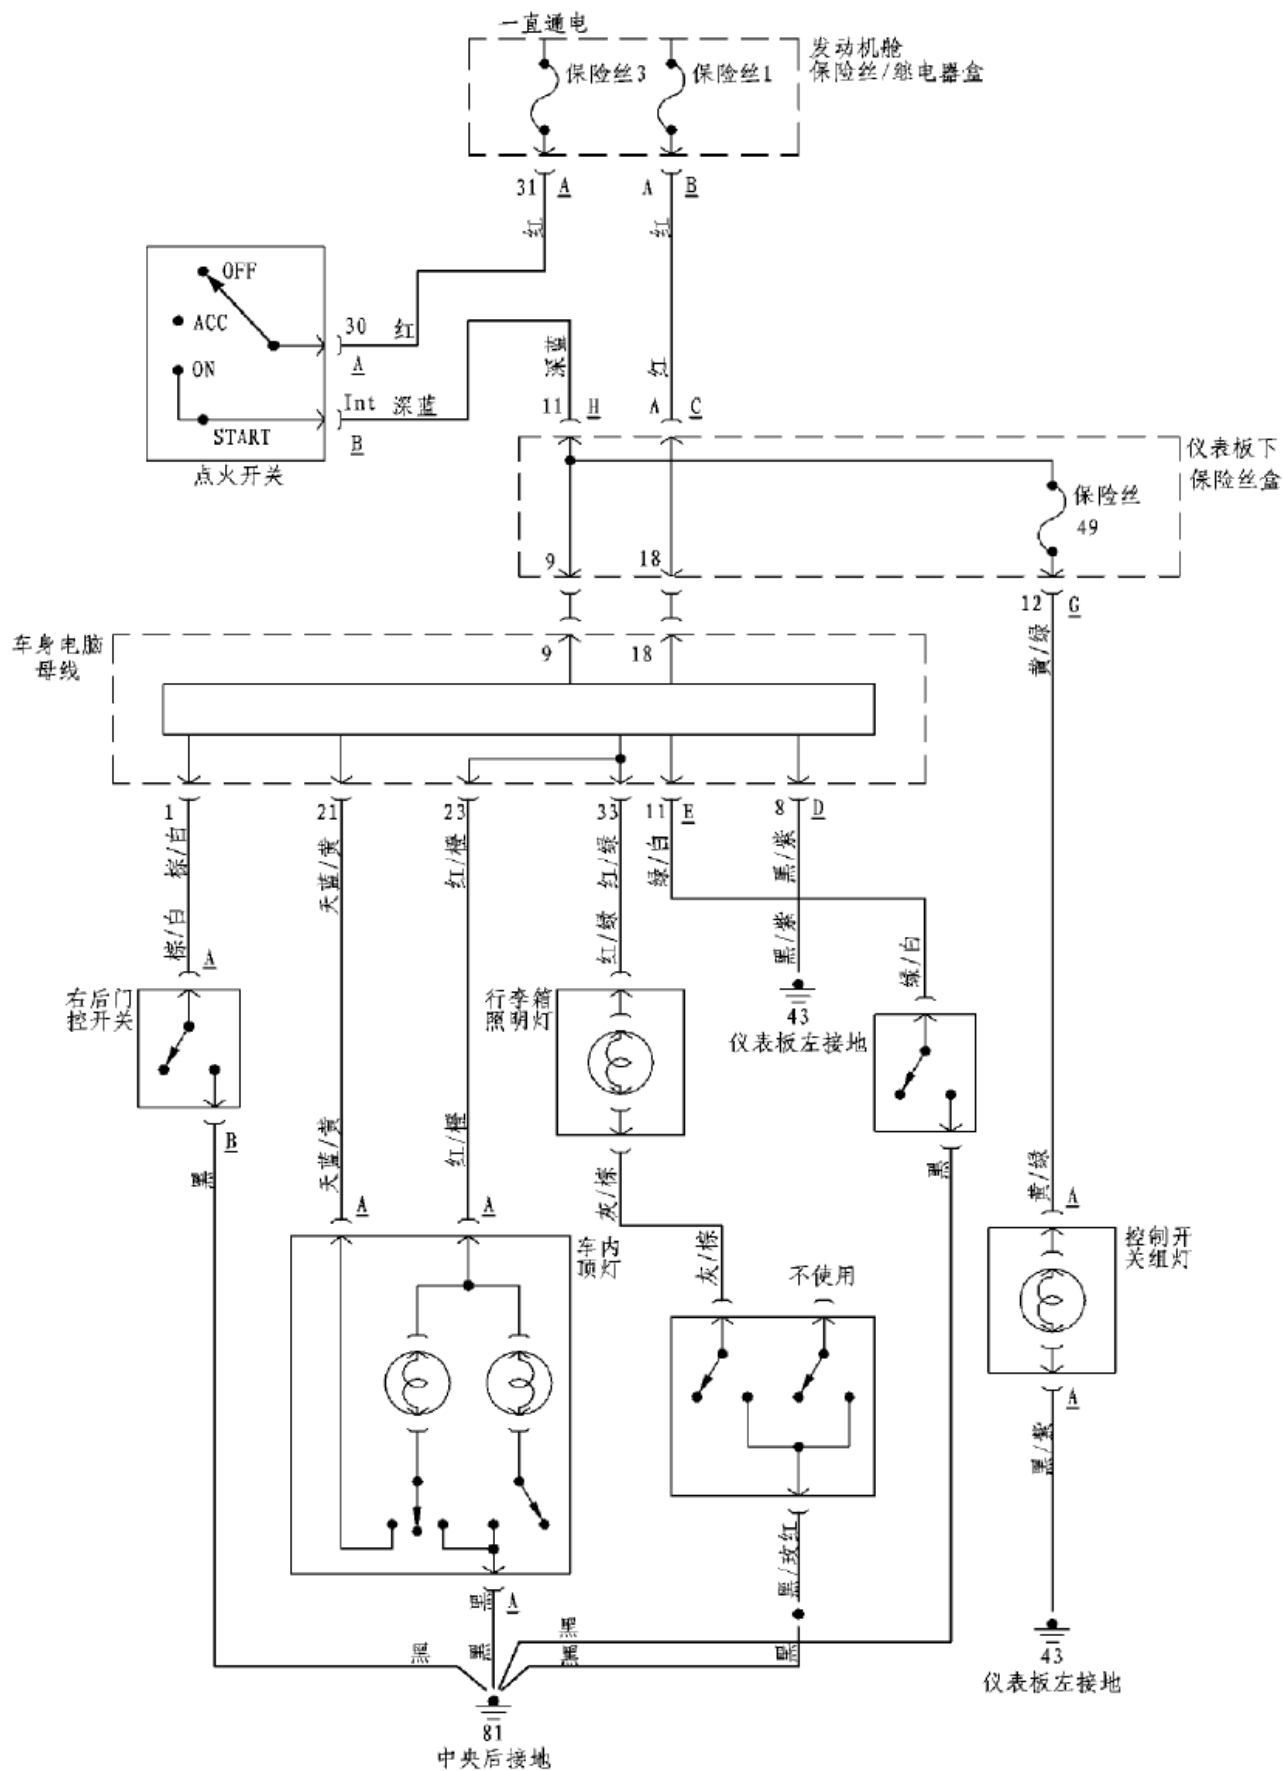 一直通电
发动机舱
保险丝/继电器盒
保险丝3
保险丝1
31 A
A B
红
红
OFF
ACC
ON
START
30 红
A
Int 深蓝
B
点火开关
深蓝
红
11 H
A C
仪表板下
保险丝盒
保险丝
49
9
18
12 G
黄/绿
车身电脑
母线
9
18
1
21
23
33
11 E
8 D
棕/白
天蓝/黄
红/橙
红/绿
绿/白
黑/紫
棕/白
红/绿
黑/紫
绿/白
A
右后门
控开关
行李箱
照明灯
43
仪表板左接地
B
黑
天蓝/黄
红/橙
灰/棕
黑
黄/绿
A
A
A
车内
顶灯
灰/棕
不使用
控制开
关组灯
A
黑/紫
黑/玫红
黑
A
黑
黑
黑
黑
黑
43
仪表板左接地
81
中央后接地